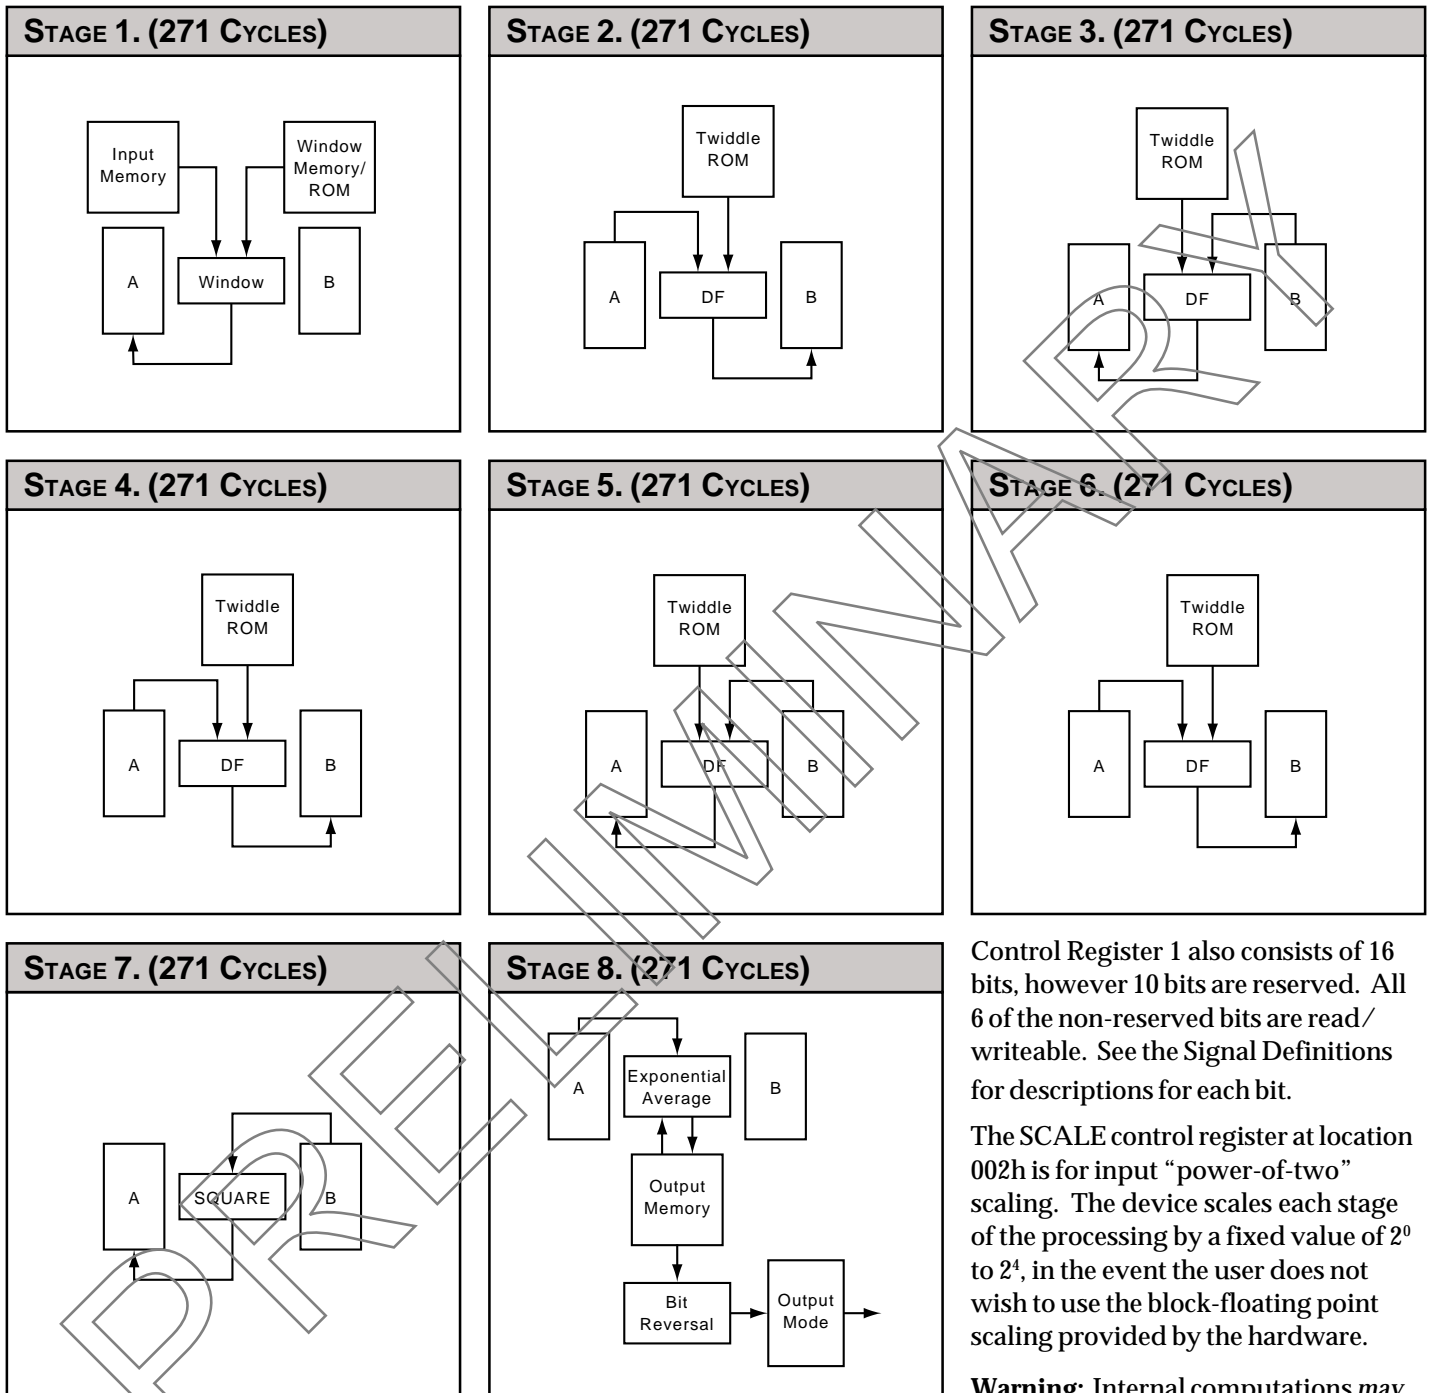 STAGE 1. (271 CYCLES)
Input
Memory
Window
Memory/
ROM
A
Window
B
STAGE 2. (271 CYCLES)
Twiddle
ROM
A
DF
B
STAGE 3. (271 CYCLES)
Twiddle
ROM
A
DF
B
STAGE 4. (271 CYCLES)
Twiddle
ROM
A
DF
B
STAGE 5. (271 CYCLES)
Twiddle
ROM
A
DF
B
STAGE 6. (271 CYCLES)
Twiddle
ROM
A
DF
B
STAGE 7. (271 CYCLES)
A
SQUARE
B
STAGE 8. (271 CYCLES)
A
Exponential
Average
B
Output
Memory
Bit
Reversal
Output
Mode
Control Register 1 also consists of 16
bits, however 10 bits are reserved. All
6 of the non-reserved bits are read/
writeable. See the Signal Definitions
for descriptions for each bit.
The SCALE control register at location
002h is for input “power-of-two”
scaling. The device scales each stage
of the processing by a fixed value of 2⁰
to 2⁴, in the event the user does not
wish to use the block-floating point
scaling provided by the hardware.
Warning: Internal computations may
PRELIMINARY